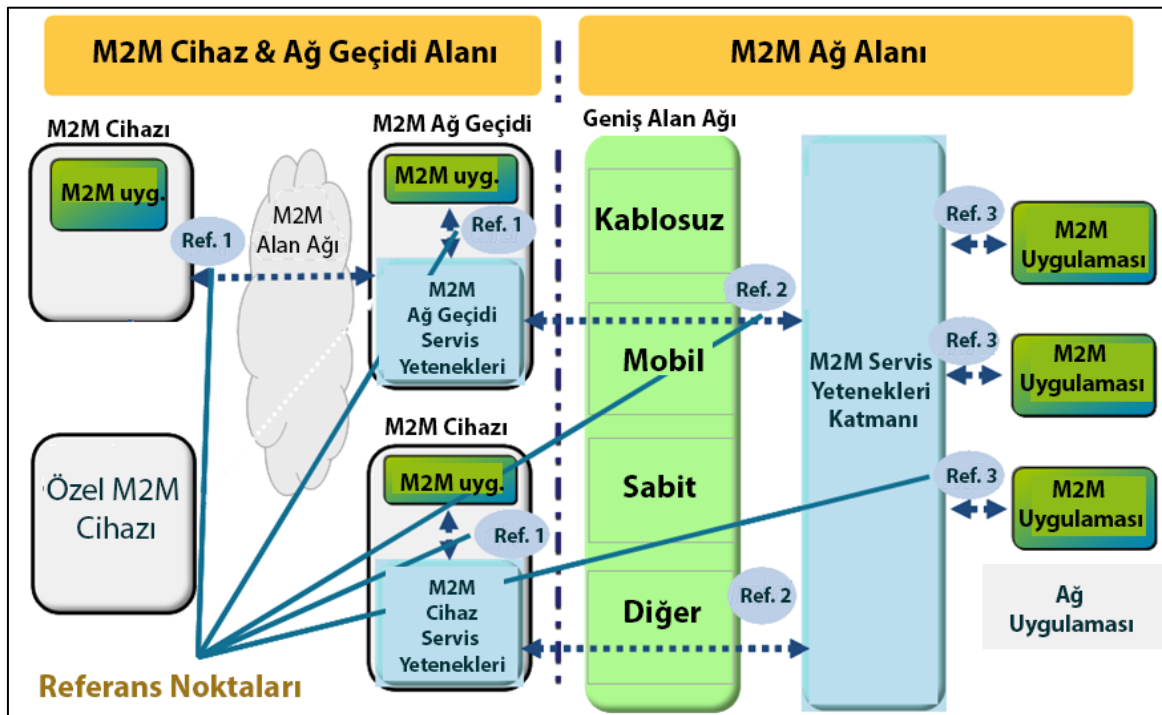 M2M Cihaz & Ağ Geçidi Alanı
M2M Ağ Alanı
M2M Cihazı
M2M uyg.
Ref. 1
M2M
Alan Ağı
M2M Ağ Geçidi
M2M uyg.
Ref. 1
M2M
Ağ Geçidi
Servis
Yetenekleri
Özel M2M
Cihazı
M2M Cihazı
M2M uyg.
Ref. 1
M2M
Cihaz
Servis
Yetenekleri
Referans Noktaları
Geniş Alan Ağı
Kablosuz
Mobil
Sabit
Diğer
Ref. 2
Ref. 2
M2M Servis
Yetenekleri
Katmanı
Ref. 3
M2M
Uygulaması
Ref. 3
M2M
Uygulaması
Ref. 3
M2M
Uygulaması
Ağ
Uygulaması